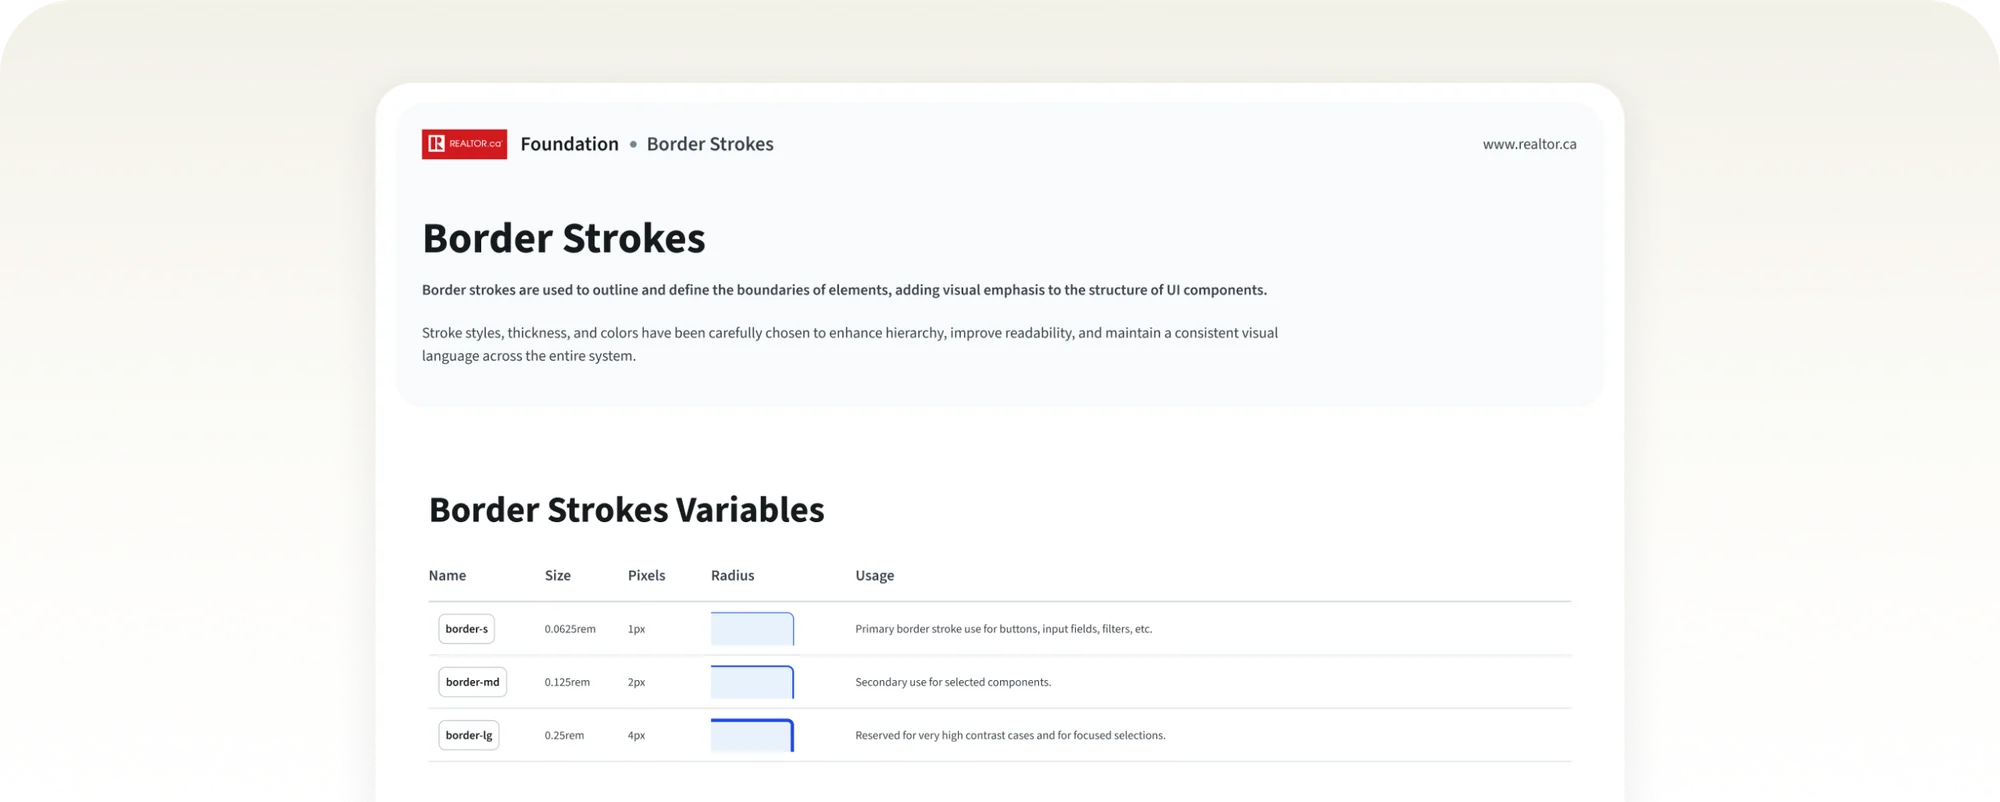 REALTOR.ca Foundation • Border Strokes www.realtor.ca
Border Strokes
Border strokes are used to outline and define the boundaries of elements, adding visual emphasis to the structure of UI components.
Stroke styles, thickness, and colors have been carefully chosen to enhance hierarchy, improve readability, and maintain a consistent visual
language across the entire system.
Border Strokes Variables
Name Size Pixels Radius Usage
border-s 0.0625rem 1px Primary border stroke use for buttons, input fields, filters, etc.
border-md 0.125rem 2px Secondary use for selected components.
border-lg 0.25rem 4px Reserved for very high contrast cases and for focused selections.